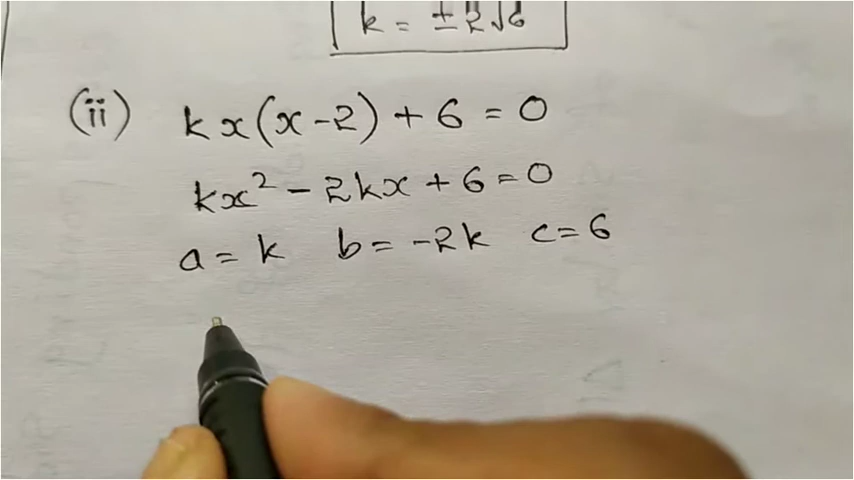 k = ±2√6
(ii) kx(x-2) + 6 = 0
kx² - 2kx + 6 = 0
a = k b = -2k c = 6